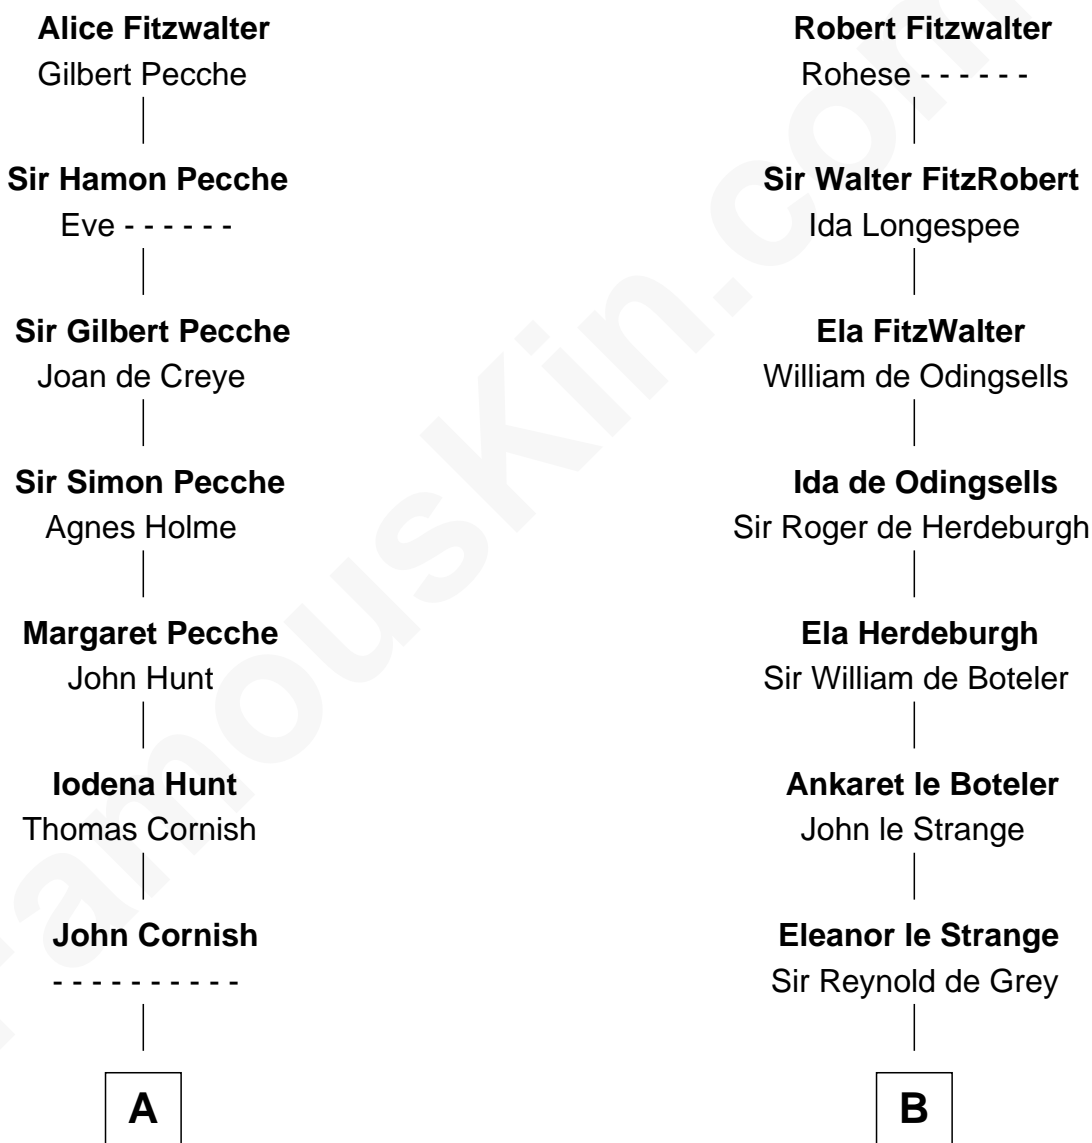 Alice Fitzwalter
Gilbert Pecche
Sir Hamon Pecche
Eve - - - - - -
Sir Gilbert Pecche
Joan de Creye
Sir Simon Pecche
Agnes Holme
Margaret Pecche
John Hunt
Iodena Hunt
Thomas Cornish
John Cornish
- - - - - - - - - -
A
Robert Fitzwalter
Rohese - - - - - -
Sir Walter FitzRobert
Ida Longespee
Ela FitzWalter
William de Odingsells
Ida de Odingsells
Sir Roger de Herdeburgh
Ela Herdeburgh
Sir William de Boteler
Ankaret le Boteler
John le Strange
Eleanor le Strange
Sir Reynold de Grey
B
FamousKin.com